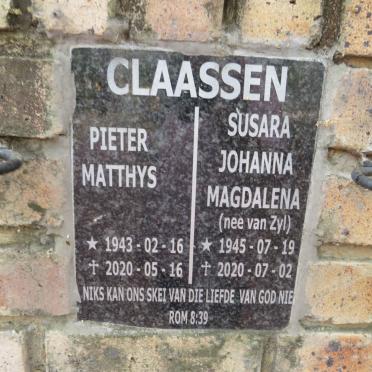 CLAASSEN
PIETER
MATTHYS
★ 1943 - 02 - 16
✝ 2020 - 05 - 16
SUSARA
JOHANNA
MAGDALENA
(nee van Zyl)
★ 1945 - 07 - 19
✝ 2020 - 07 - 02
NIKS KAN ONS SKEI VAN DIE LIEFDE VAN GOD NIE
ROM 8:39